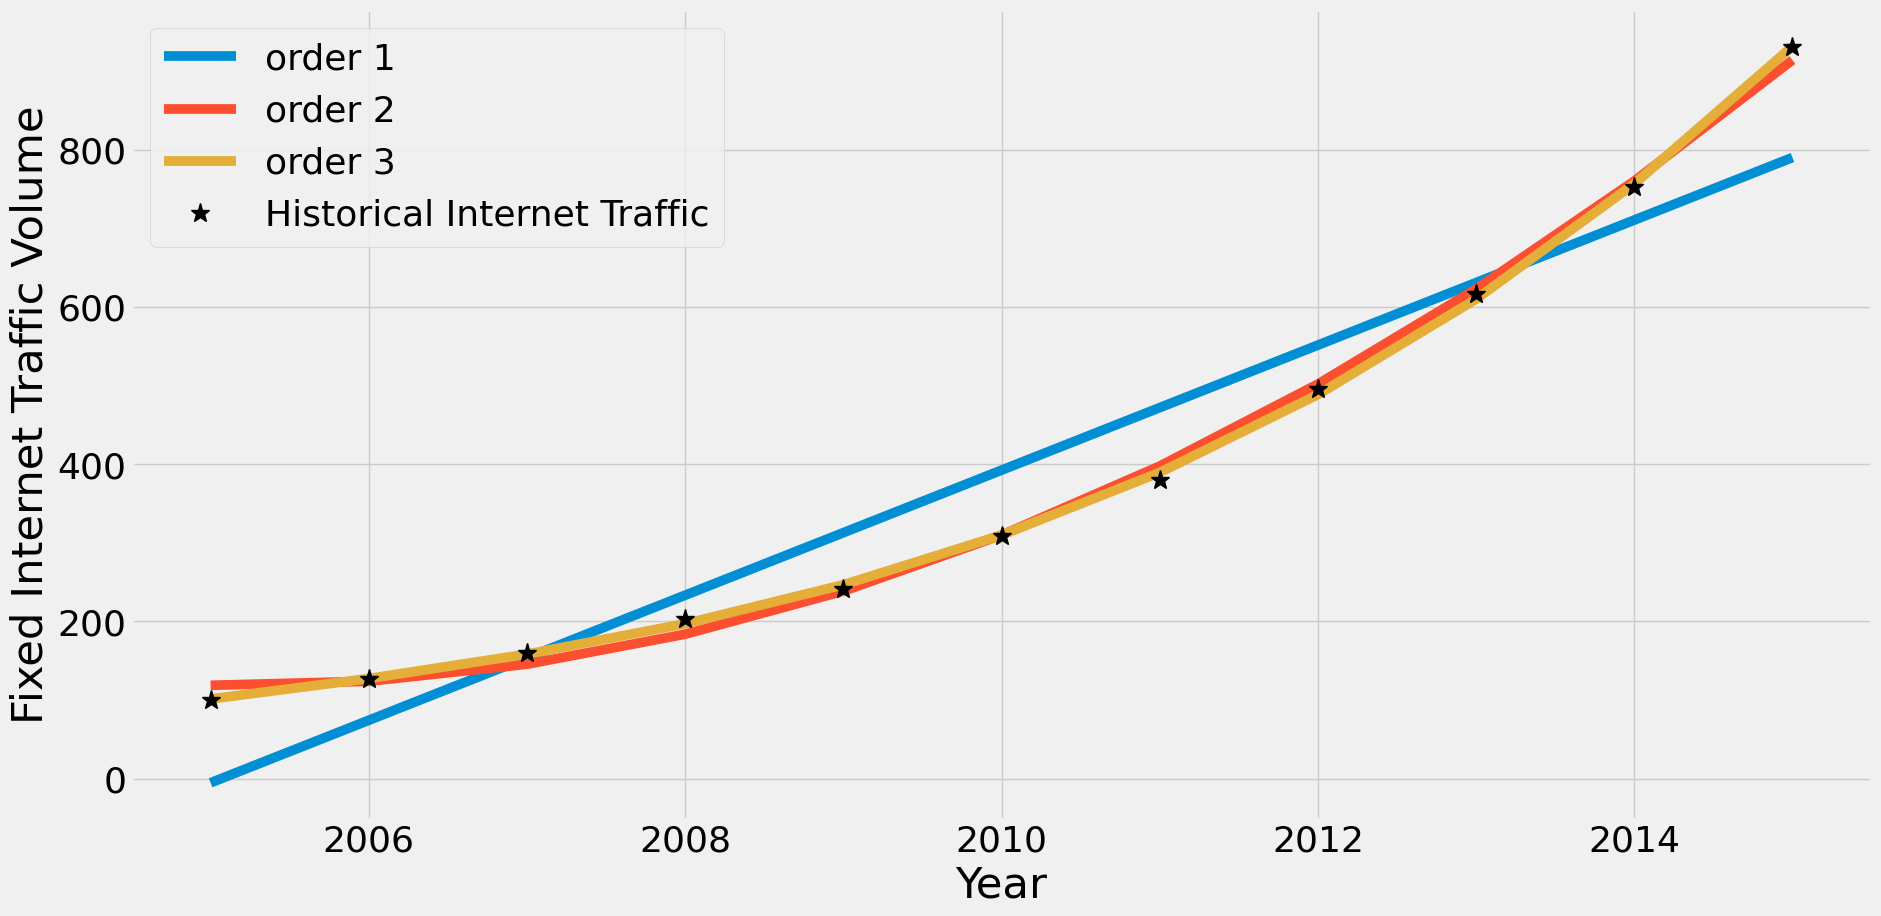 order 1
order 2
order 3
Historical Internet Traffic
Fixed Internet Traffic Volume
800
600
400
200
0
2006 2008 2010 2012 2014
Year